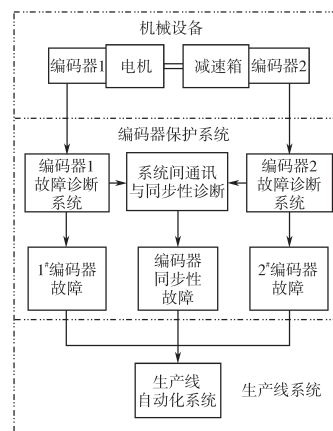 机械设备
编码器1 电机 减速箱 编码器2
编码器保护系统
编码器1
故障诊断
系统
系统间通讯
与同步性诊断
编码器2
故障诊断
系统
1#编码器
故障
编码器
同步性
故障
2#编码器
故障
生产线
自动化系统
生产线系统